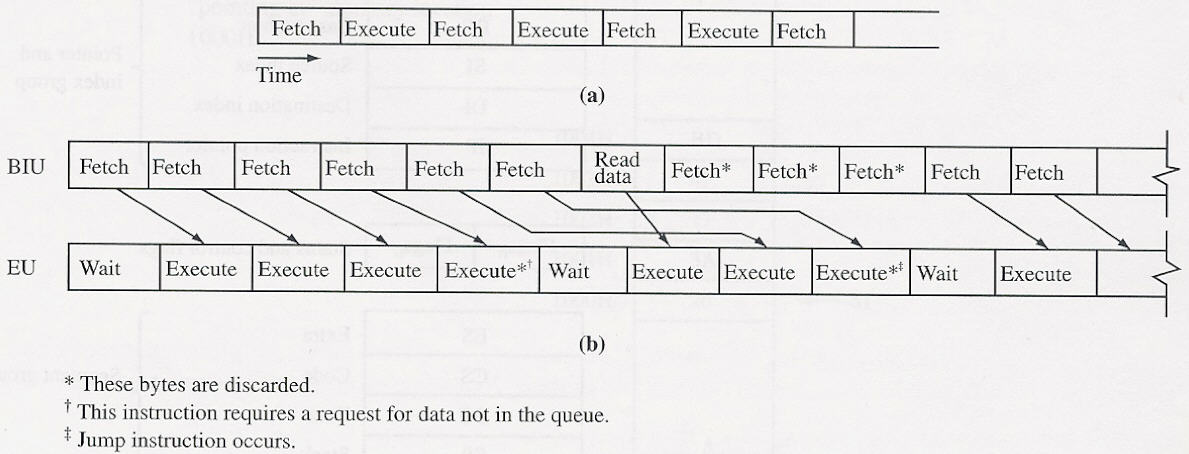 Fetch Execute Fetch Execute Fetch Execute Fetch
Time
(a)
BIU Fetch Fetch Fetch Fetch Fetch Fetch Read data Fetch* Fetch* Fetch* Fetch Fetch
EU Wait Execute Execute Execute Execute*† Wait Execute Execute Execute*‡ Wait Execute
(b)
* These bytes are discarded.
† This instruction requires a request for data not in the queue.
‡ Jump instruction occurs.